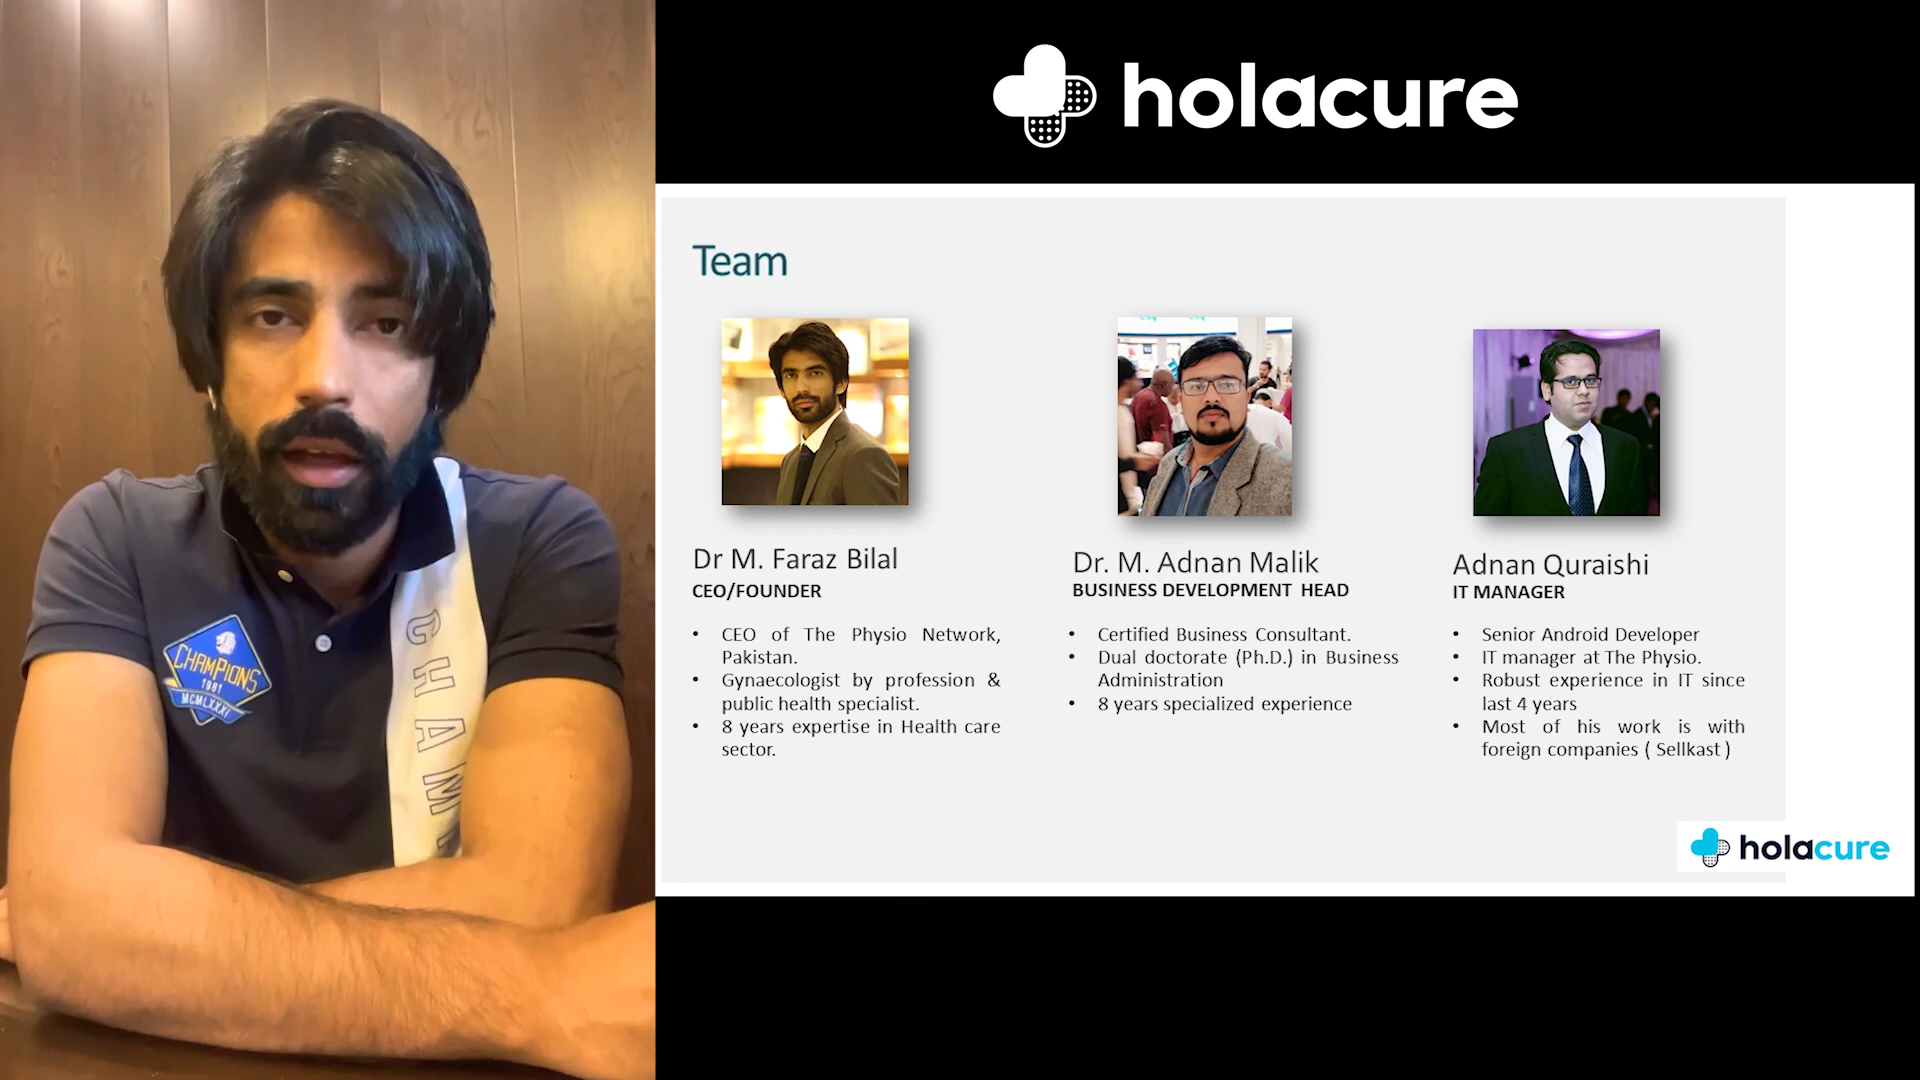 holacure
Team
Dr M. Faraz Bilal
CEO/FOUNDER
• CEO of The Physio Network,
Pakistan.
• Gynaecologist by profession &
public health specialist.
• 8 years expertise in Health care
sector.
Dr. M. Adnan Malik
BUSINESS DEVELOPMENT HEAD
• Certified Business Consultant.
• Dual doctorate (Ph.D.) in Business
Administration
• 8 years specialized experience
Adnan Quraishi
IT MANAGER
• Senior Android Developer
• IT manager at The Physio.
• Robust experience in IT since
last 4 years
• Most of his work is with
foreign companies ( Sellkast )
holacure
CHAMPIONS
1981
MCMLXXXI
CHAM